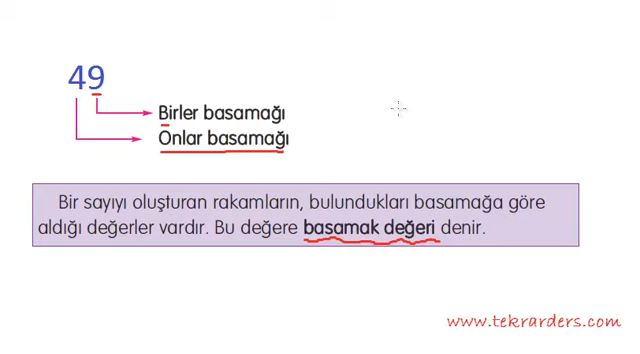 49
Birler basamağı
Onlar basamağı
Bir sayıyı oluşturan rakamların, bulundukları basamağa göre
aldığı değerler vardır. Bu değere basamak değeri denir.
www.tekrarders.com